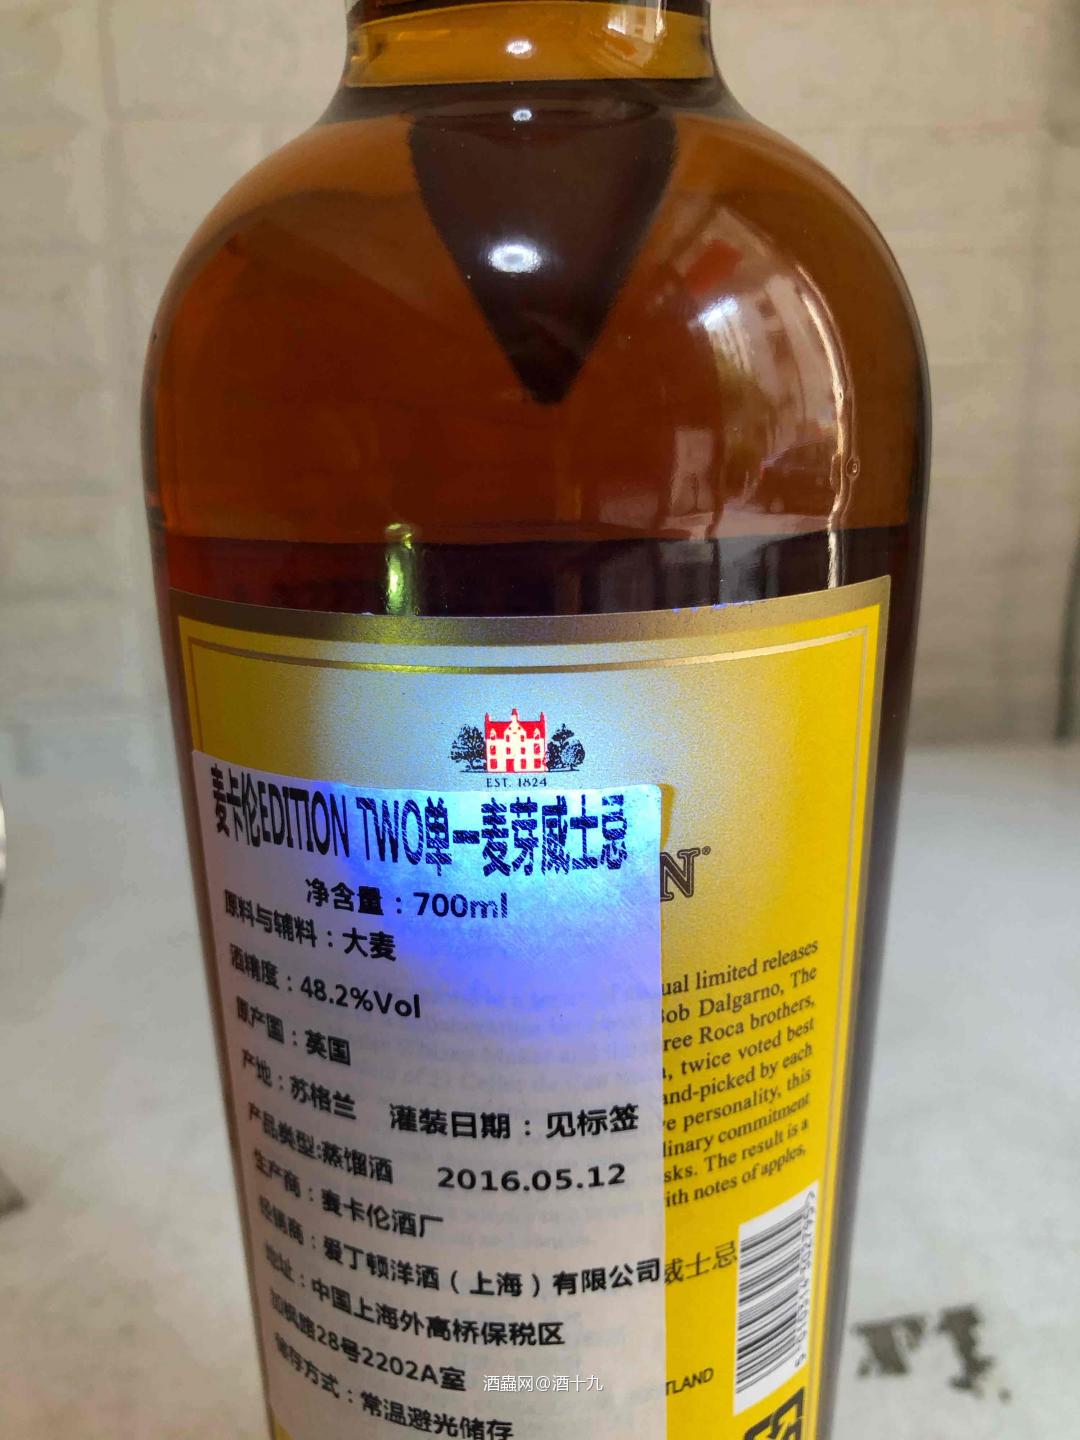 EST. 1824
麦卡伦EDITION TWO单一麦芽威士忌
净含量：700ml
N®
原料与辅料：大麦
酒精度：48.2%Vol
原产国：英国
产地：苏格兰
灌装日期：见标签
产品类型:蒸馏酒
2016.05.12
生产商：麦卡伦酒厂
经销商：爱丁顿洋酒（上海）有限公司
地址：中国上海外高桥保税区
加枫路28号2202A室
储存方式：常温避光储存
ual limited releases
Bob Dalgarno, The
ree Roca brothers,
, twice voted best
and-picked by each
e personality, this
linary commitment
sks. The result is a
ith notes of apples,
威士忌
TLAND
酒蟲网@酒十九